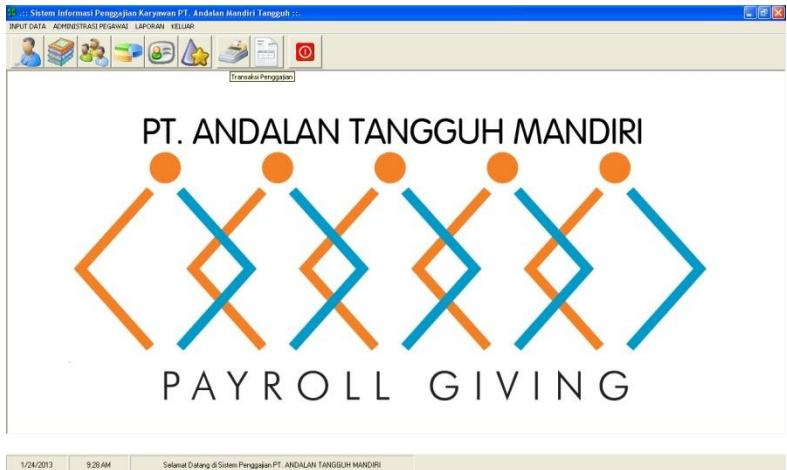 .:: Sistem Informasi Penggajian Karyawan PT. Andalan Mandiri Tangguh ::.
INPUT DATA ADMINISTRASI PEGAWAI LAPORAN KELUAR
Transaksi Penggajian
PT. ANDALAN TANGGUH MANDIRI
PAYROLL GIVING
1/24/2013 9:28 AM Selamat Datang di Sistem Penggajian PT. ANDALAN TANGGUH MANDIRI